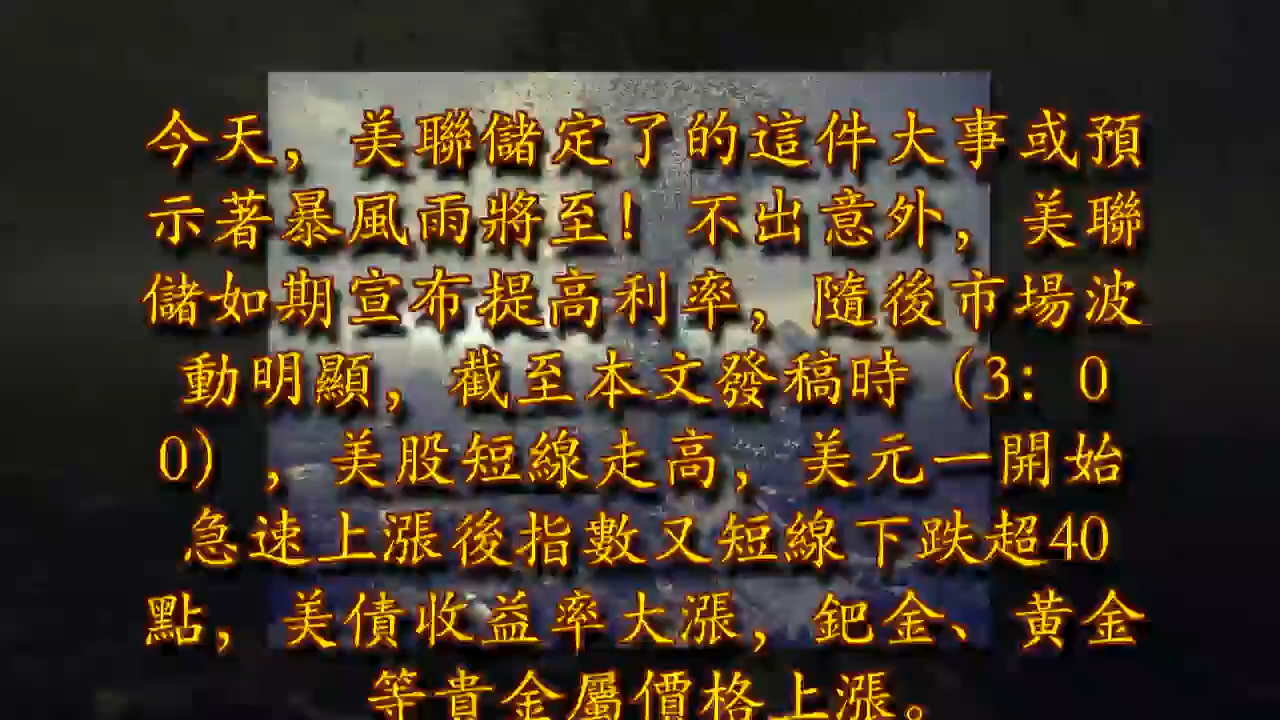 今天，美聯儲定了的這件大事或預
示著暴風雨將至！不出意外，美聯
儲如期宣布提高利率，隨後市場波
動明顯，截至本文發稿時（3：0
0），美股短線走高，美元一開始
急速上漲後指數又短線下跌超40
點，美債收益率大漲，鈀金、黃金
等貴金屬價格上漲。